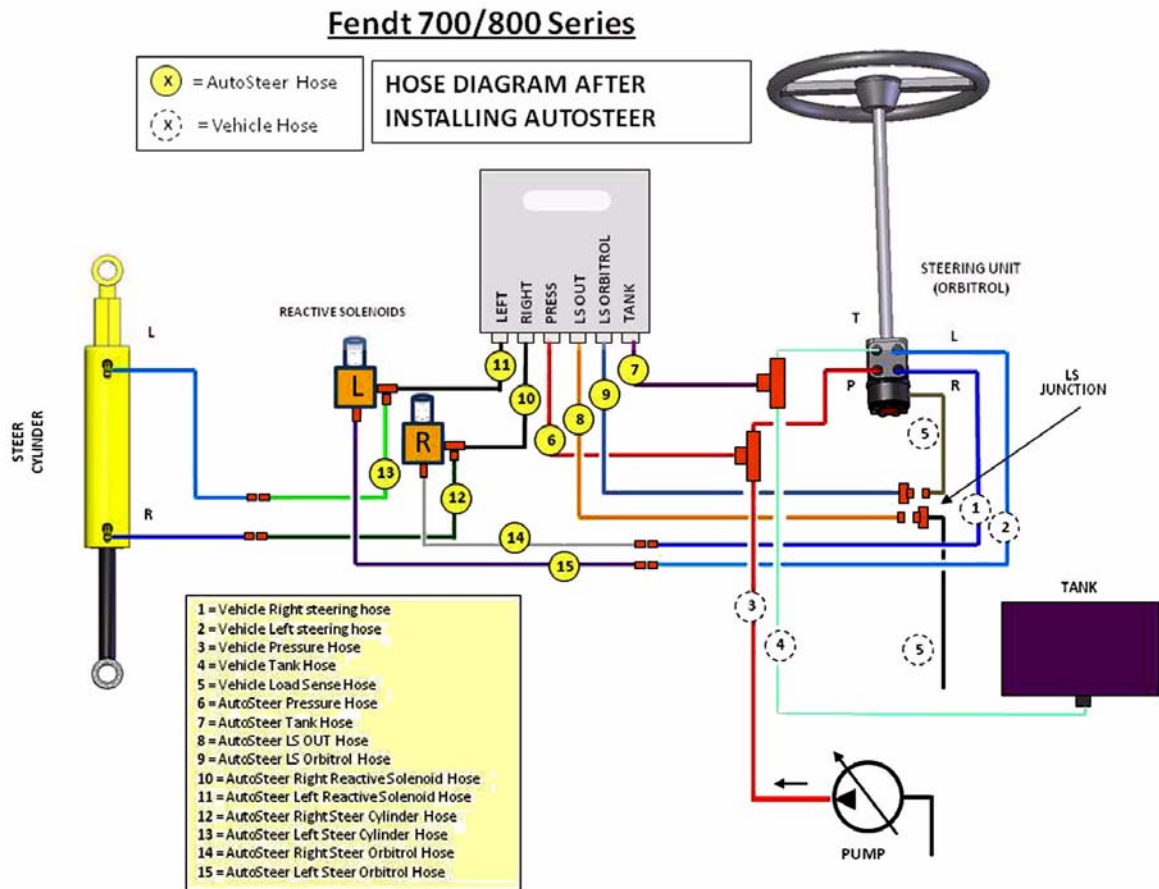 Fendt 700/800 Series
X = AutoSteer Hose
X = Vehicle Hose
HOSE DIAGRAM AFTER
INSTALLING AUTOSTEER
LEFT
RIGHT
PRESS
LS OUT
LS ORBITROL
TANK
STEERING UNIT
(ORBITROL)
REACTIVE SOLENOIDS
T
L
P
R
LS
JUNCTION
L
R
STEER
CYLINDER
L
R
11
10
6
8
9
7
13
12
14
15
5
1
2
3
4
5
TANK
PUMP
1 = Vehicle Right steering hose
2 = Vehicle Left steering hose
3 = Vehicle Pressure Hose
4 = Vehicle Tank Hose
5 = Vehicle Load Sense Hose
6 = AutoSteer Pressure Hose
7 = AutoSteer Tank Hose
8 = AutoSteer LS OUT Hose
9 = AutoSteer LS Orbitrol Hose
10 = AutoSteer Right Reactive Solenoid Hose
11 = AutoSteer Left Reactive Solenoid Hose
12 = AutoSteer Right Steer Cylinder Hose
13 = AutoSteer Left Steer Cylinder Hose
14 = AutoSteer Right Steer Orbitrol Hose
15 = AutoSteer Left Steer Orbitrol Hose